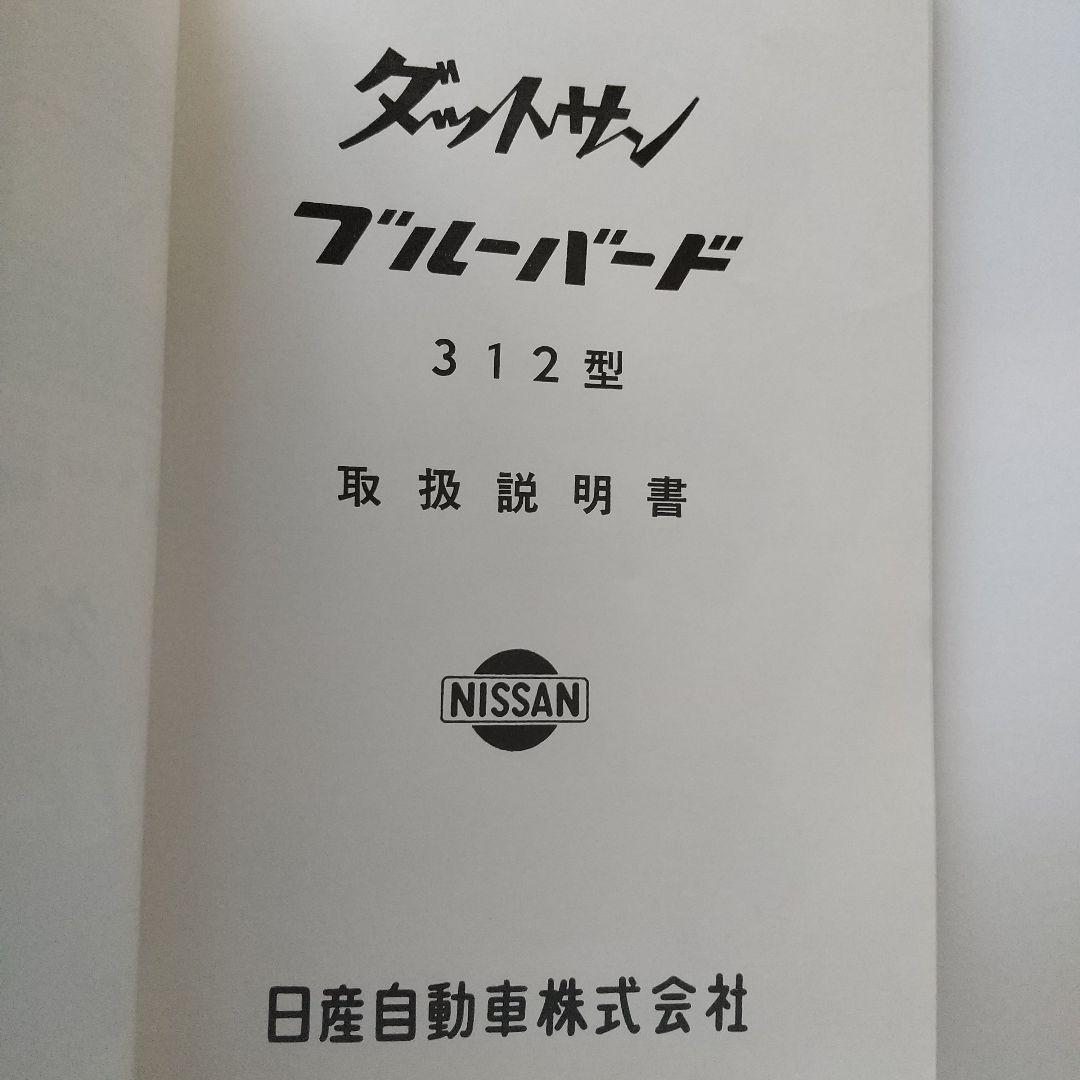 ダットサン
ブルーバード
312型
取扱説明書
NISSAN
日産自動車株式会社